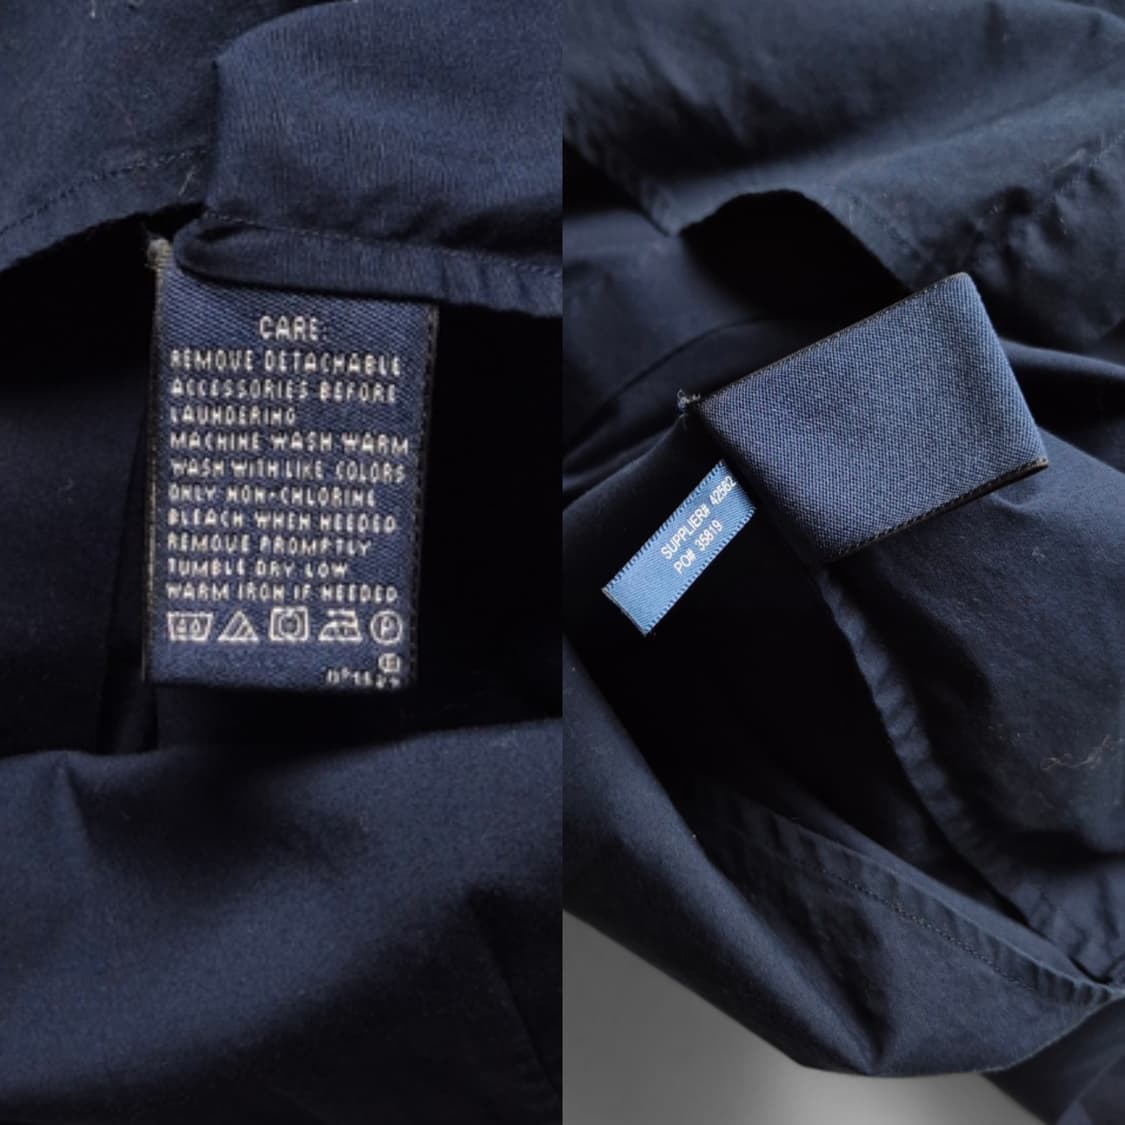 CARE:
REMOVE DETACHABLE
ACCESSORIES BEFORE
LAUNDERING
MACHINE WASH WARM
WASH WITH LIKE COLORS
ONLY NON-CHLORINE
BLEACH WHEN NEEDED
REMOVE PROMPTLY
TUMBLE DRY LOW
WARM IRON IF NEEDED
40 P
SUPPLIER# 42562
PO# 35819